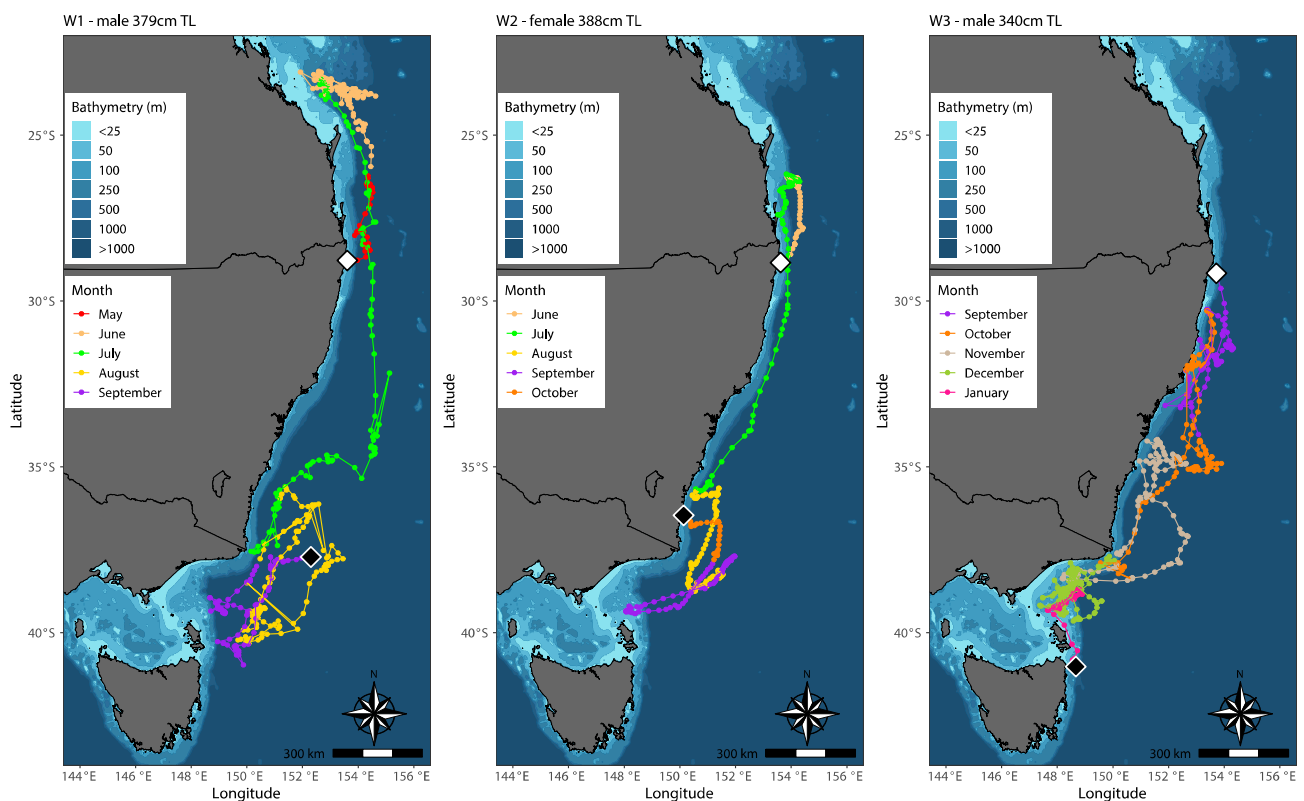 W1 - male 379cm TL
Bathymetry (m)
<25
50
100
250
500
1000
>1000
Month
May
June
July
August
September
25°S
30°S
35°S
40°S
Latitude
N
300 km
144 °E 146 °E 148 °E 150 °E 152 °E 154 °E 156 °E
Longitude
W2 - female 388cm TL
Bathymetry (m)
<25
50
100
250
500
1000
>1000
Month
June
July
August
September
October
25°S
30°S
35°S
40°S
Latitude
N
300 km
144 °E 146 °E 148 °E 150 °E 152 °E 154 °E 156 °E
Longitude
W3 - male 340cm TL
Bathymetry (m)
<25
50
100
250
500
1000
>1000
Month
September
October
November
December
January
25°S
30°S
35°S
40°S
Latitude
N
300 km
144 °E 146 °E 148 °E 150 °E 152 °E 154 °E 156 °E
Longitude